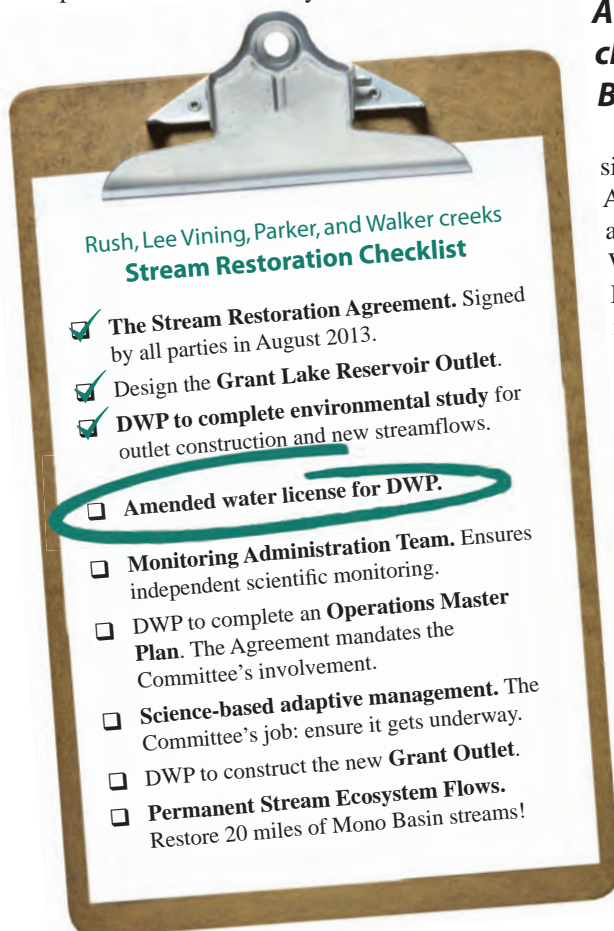 Rush, Lee Vining, Parker, and Walker creeks
Stream Restoration Checklist
The Stream Restoration Agreement. Signed
by all parties in August 2013.
Design the Grant Lake Reservoir Outlet.
DWP to complete environmental study for
outlet construction and new streamflows.
Amended water license for DWP.
Monitoring Administration Team. Ensures
independent scientific monitoring.
DWP to complete an Operations Master
Plan. The Agreement mandates the
Committee's involvement.
Science-based adaptive management. The
Committee's job: ensure it gets underway.
DWP to construct the new Grant Outlet.
Permanent Stream Ecosystem Flows.
Restore 20 miles of Mono Basin streams!